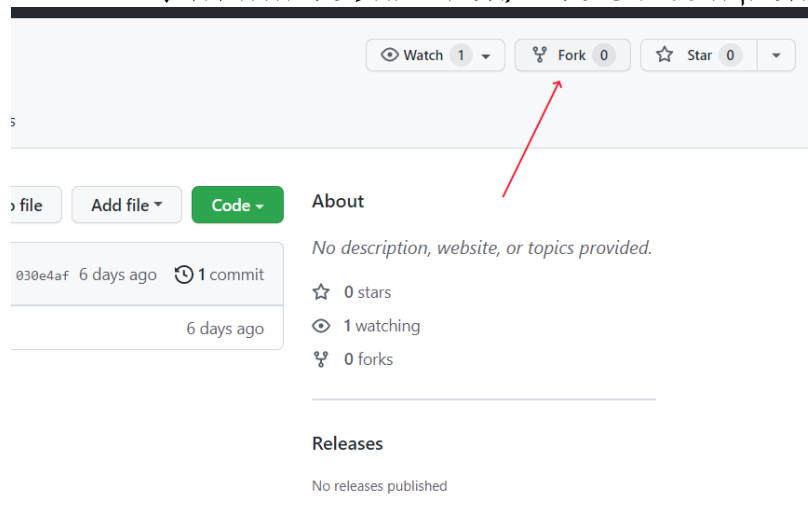 Watch 1 Fork 0 Star 0
s
o file Add file Code
About
No description, website, or topics provided.
030e4af 6 days ago 1 commit
0 stars
6 days ago
1 watching
0 forks
Releases
No releases published